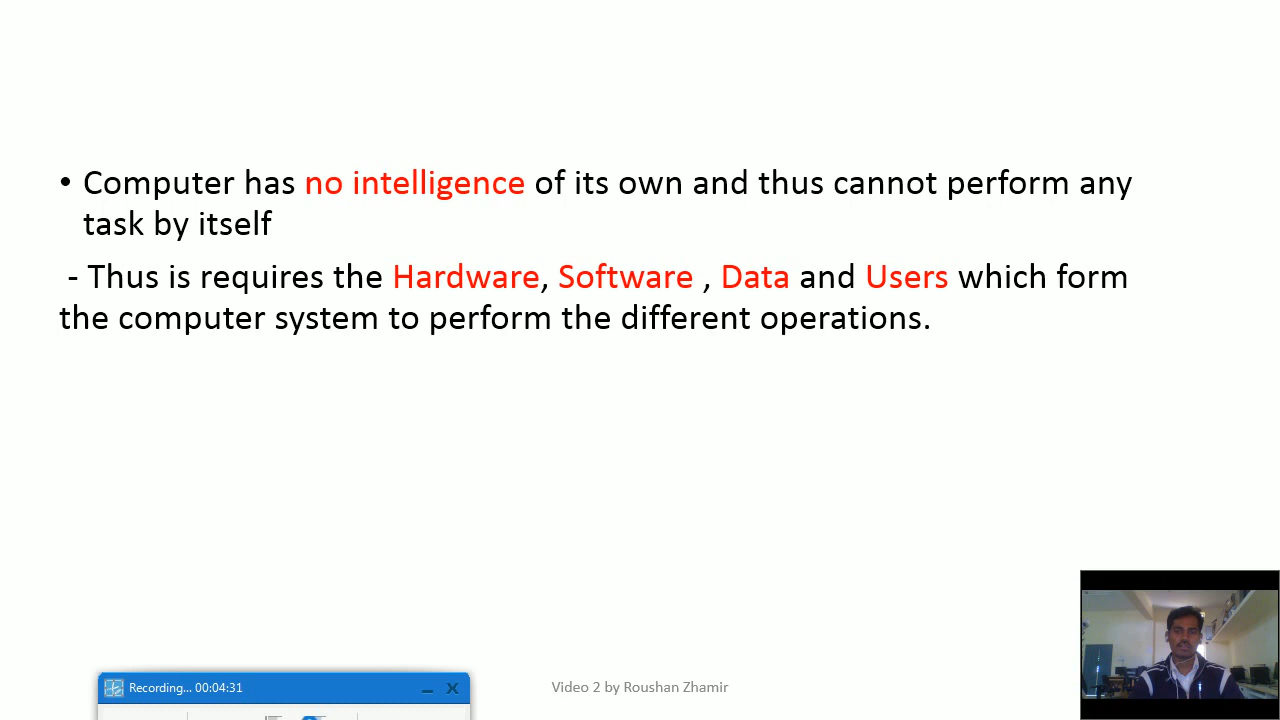 • Computer has no intelligence of its own and thus cannot perform any
task by itself
- Thus is requires the Hardware, Software , Data and Users which form
the computer system to perform the different operations.
Recording... 00:04:31
Video 2 by Roushan Zhamir